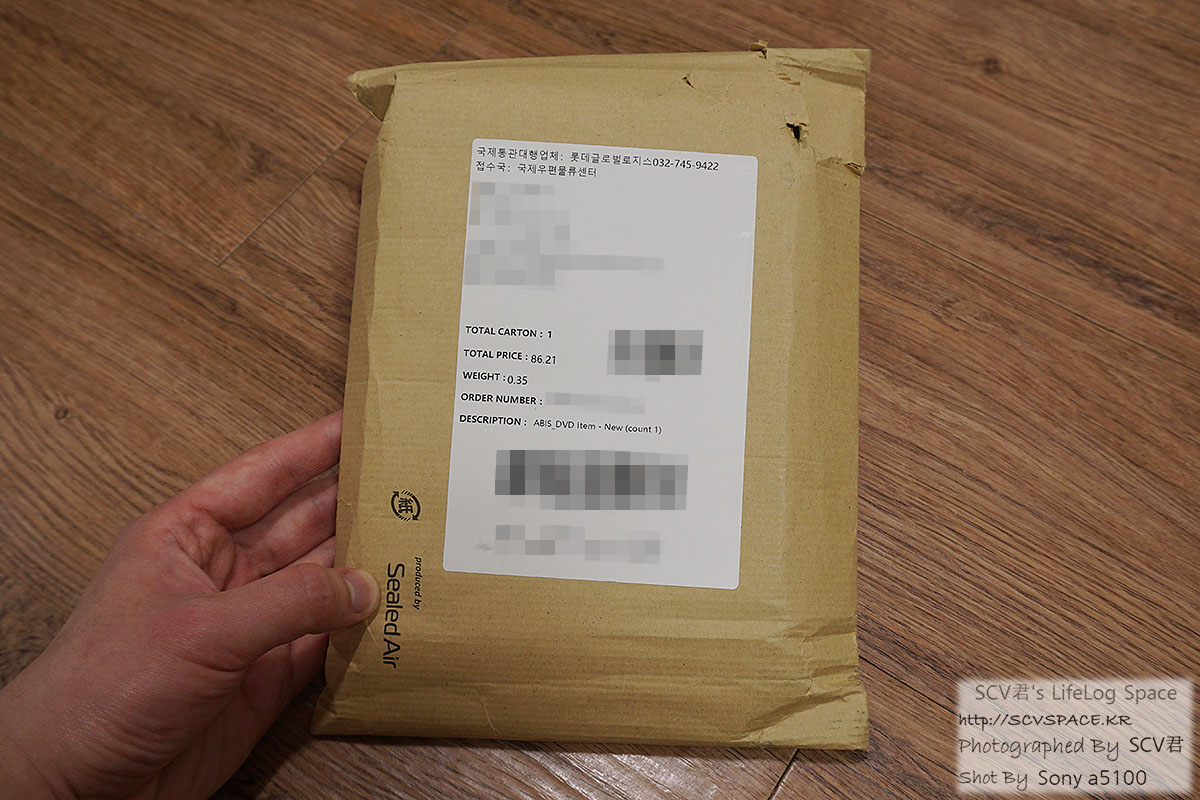 국제통관대행업체: 롯데글로벌로지스032-745-9422
접수국: 국제우편물류센터
TOTAL CARTON : 1
TOTAL PRICE : 86.21
WEIGHT : 0.35
ORDER NUMBER :
DESCRIPTION : ABIS_DVD Item - New (count 1)
紙
produced by
Sealed Air
SCV君's LifeLog Space
http://SCVSPACE.KR
Photographed By SCV君
Shot By Sony a5100